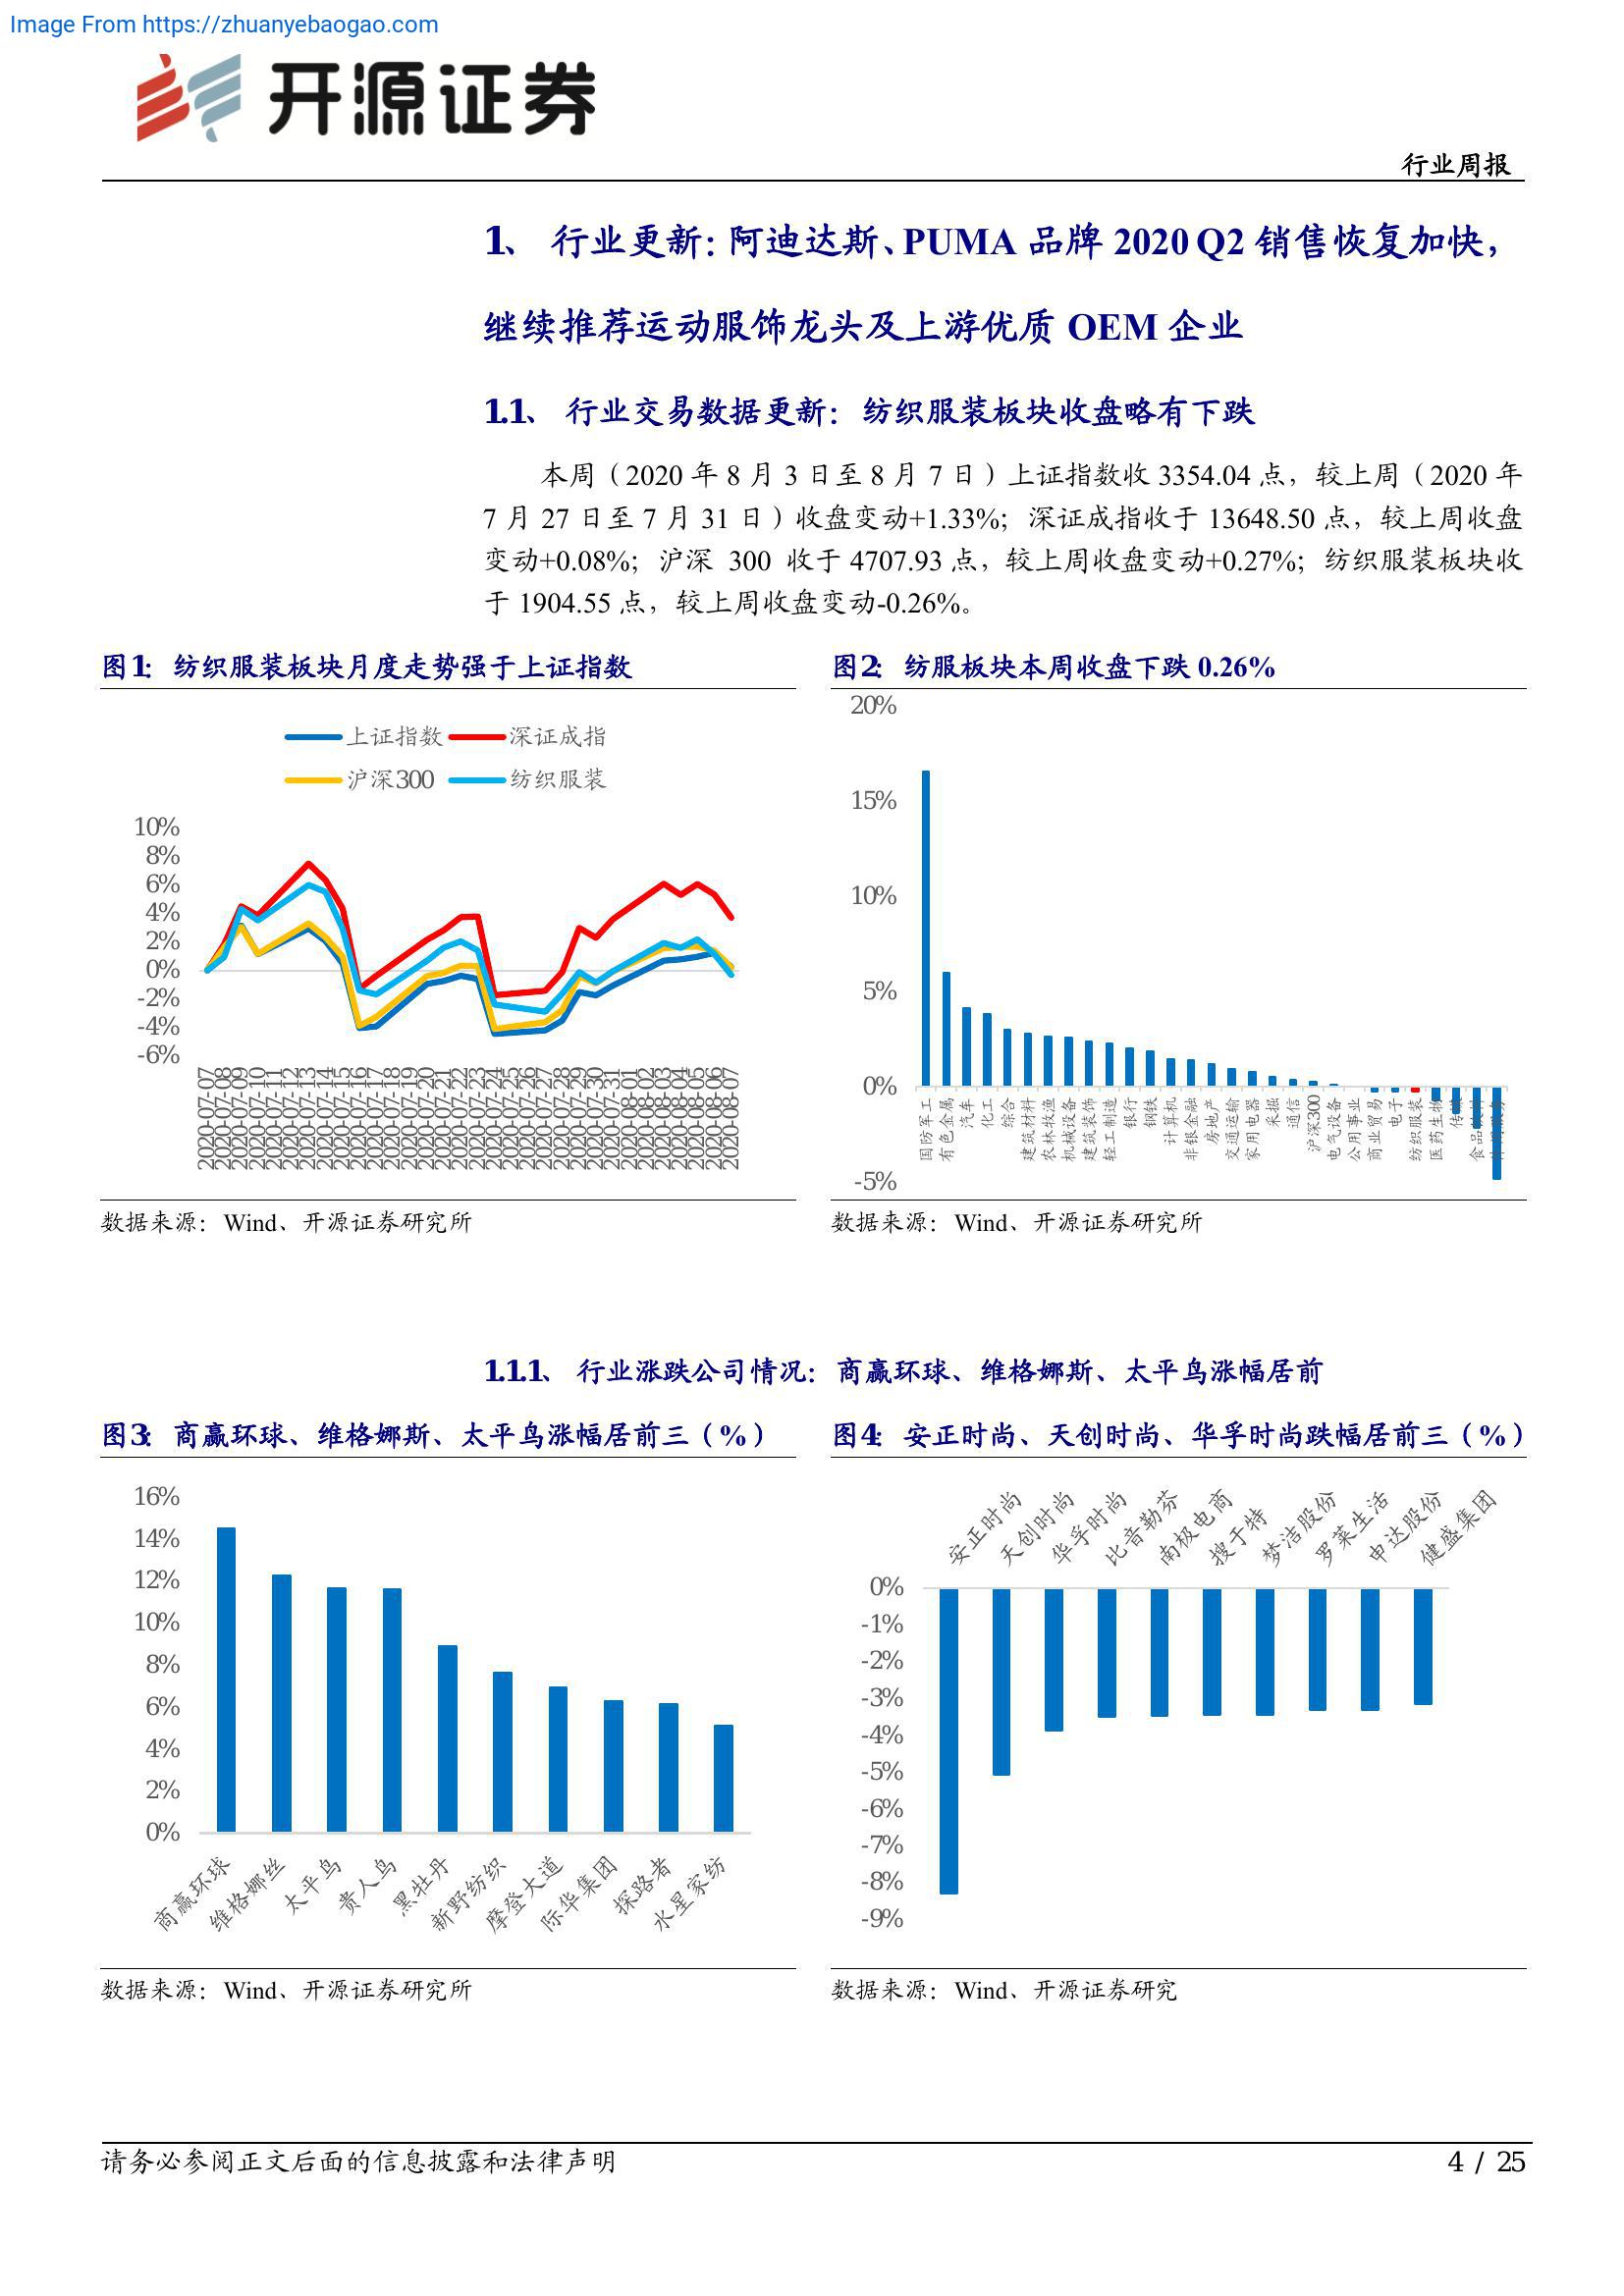 Image From https://zhuanyebaogao.com
开源证券
行业周报
1、 行业更新：阿迪达斯、PUMA 品牌 2020 Q2 销售恢复加快，
继续推荐运动服饰龙头及上游优质 OEM 企业
1.1、 行业交易数据更新：纺织服装板块收盘略有下跌
本周（2020 年 8 月 3 日至 8 月 7 日）上证指数收 3354.04 点，较上周（2020 年
7 月 27 日至 7 月 31 日）收盘变动+1.33%；深证成指收于 13648.50 点，较上周收盘
变动+0.08%；沪深 300 收于 4707.93 点，较上周收盘变动+0.27%；纺织服装板块收
于 1904.55 点，较上周收盘变动-0.26%。
图1： 纺织服装板块月度走势强于上证指数
上证指数 深证成指
沪深300 纺织服装
10%
8%
6%
4%
2%
0%
-2%
-4%
-6%
2020-07-07
2020-07-08
2020-07-09
2020-07-10
2020-07-11
2020-07-12
2020-07-13
2020-07-14
2020-07-15
2020-07-16
2020-07-17
2020-07-18
2020-07-19
2020-07-20
2020-07-21
2020-07-22
2020-07-23
2020-07-24
2020-07-25
2020-07-26
2020-07-27
2020-07-28
2020-07-29
2020-07-30
2020-07-31
2020-08-01
2020-08-02
2020-08-03
2020-08-04
2020-08-05
2020-08-06
2020-08-07
数据来源：Wind、开源证券研究所
图2： 纺服板块本周收盘下跌 0.26%
20%
15%
10%
5%
0%
-5%
国防军工
有色金属
汽车
化工
综合
建筑材料
农林牧渔
机械设备
建筑装饰
轻工制造
银行
钢铁
计算机
非银金融
房地产
交通运输
家用电器
采掘
通信
沪深300
电气设备
公用事业
商业贸易
电子
纺织服装
医药生物
传媒
数据来源：Wind、开源证券研究所
1.1.1、 行业涨跌公司情况：商赢环球、维格娜斯、太平鸟涨幅居前
图3： 商赢环球、维格娜斯、太平鸟涨幅居前三（%）
16%
14%
12%
10%
8%
6%
4%
2%
0%
商赢环球
维格娜丝
太平鸟
贵人鸟
黑牡丹
新野纺织
摩登大道
际华集团
探路者
水星家纺
数据来源：Wind、开源证券研究所
图4： 安正时尚、天创时尚、华孚时尚跌幅居前三（%）
安正时尚
天创时尚
华孚时尚
比音勒芬
南极电商
搜于特
梦洁股份
罗莱生活
申达股份
健盛集团
0%
-1%
-2%
-3%
-4%
-5%
-6%
-7%
-8%
-9%
数据来源：Wind、开源证券研究
请务必参阅正文后面的信息披露和法律声明
4 / 25